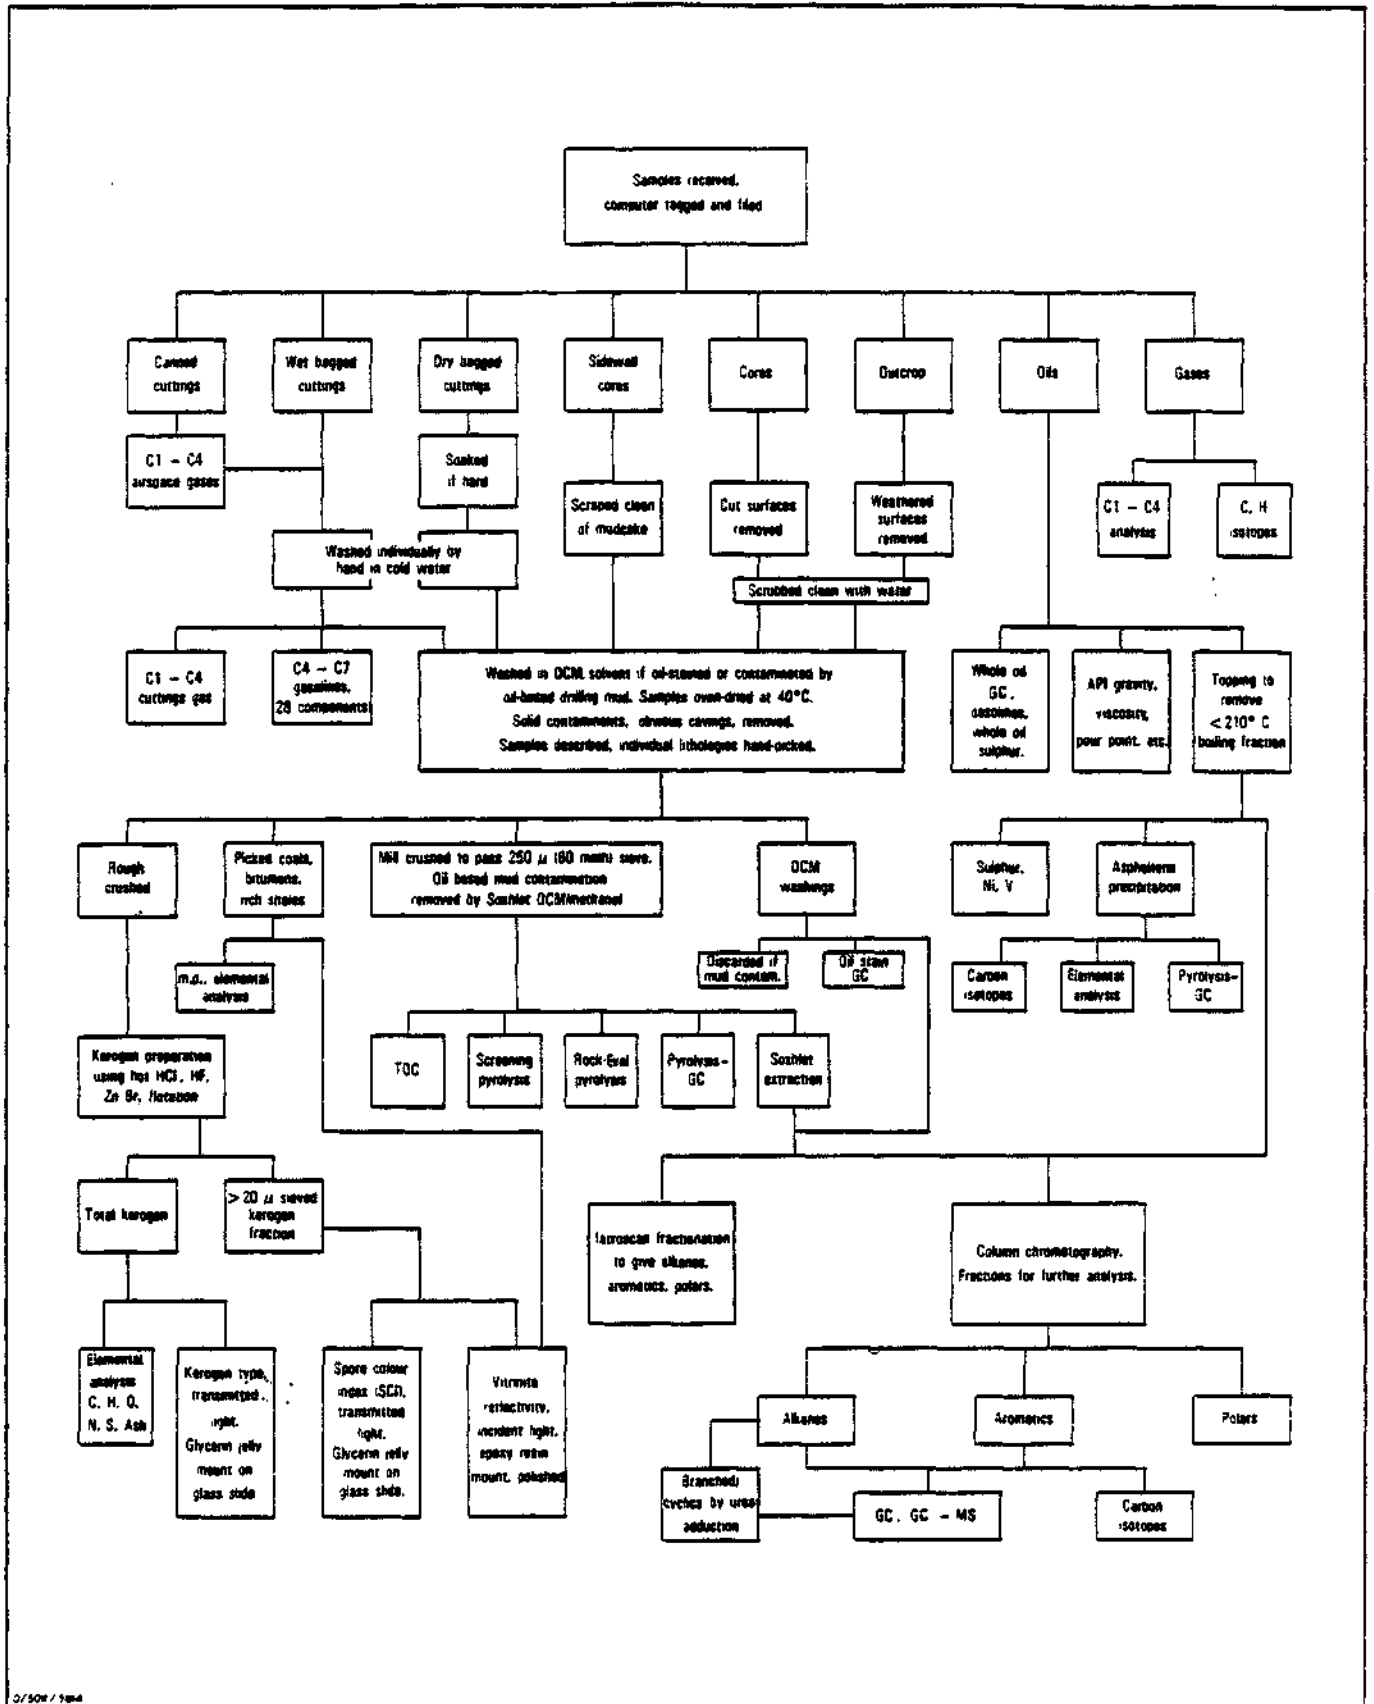 Samples received,
computer tagged and filed
Canned
cuttings
Wet bagged
cuttings
Dry bagged
cuttings
Sidewall
cores
Cores
Outcrop
Oils
Gases
C1 – C4
airspace gases
Soaked
if hard
Scraped clean
of mudcake
Cut surfaces
removed
Weathered
surfaces
removed
C1 – C4
analysis
C, H
isotopes
Washed individually by
hand in cold water
Scrubbed clean with water
C1 – C4
cuttings gas
C4 – C7
gasolines,
28 components
Washed in DCM solvent if oil-stained or contaminated by
oil-based drilling mud. Samples oven-dried at 40°C.
Solid contaminants, obvious cavings, removed.
Samples described, individual lithologies hand-picked.
Whole oil
GC,
gasolines,
whole oil
sulphur.
API gravity,
viscosity,
pour point, etc.
Topping to
remove
< 210° C
boiling fraction
Rough
crushed
Picked coals,
bitumens,
rich shales
Mill crushed to pass 250 µ (60 mesh) sieve.
Oil based mud contamination
removed by Soxhlet DCM/methanol
DCM
washings
Sulphur,
Ni, V
Asphaltene
precipitation
m.p., elemental
analysis
Discarded if
mud contam.
Oil stain
GC
Carbon
isotopes
Elemental
analysis
Pyrolysis-
GC
Kerogen preparation
using hot HCl, HF,
Zn Br, flotation
TOC
Screening
pyrolysis
Rock-Eval
pyrolysis
Pyrolysis-
GC
Soxhlet
extraction
Total kerogen
> 20 µ sieved
kerogen
fraction
Iatroscan fractionation
to give alkanes,
aromatics, polars.
Column chromatography.
Fractions for further analysis.
Elemental
analysis
C, H, O,
N, S, Ash
Kerogen type,
transmitted
light.
Glycerin jelly
mount on
glass slide
Spore colour
index (SCI),
transmitted
light.
Glycerin jelly
mount on
glass slide.
Vitrinite
reflectivity,
incident light,
epoxy resin
mount, polished
Alkanes
Aromatics
Polars
Branched/
cyclics by urea
adduction
GC, GC – MS
Carbon
isotopes